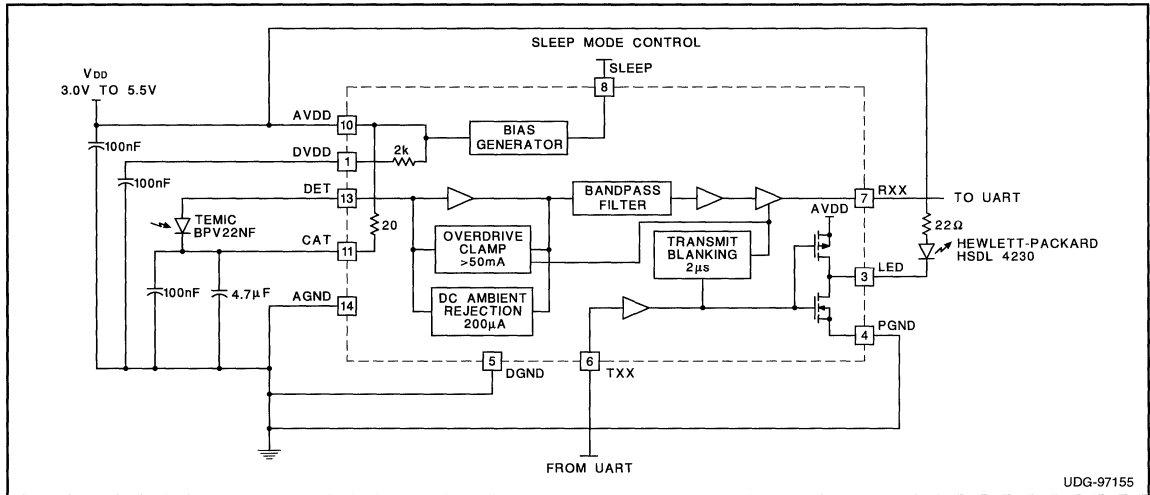 SLEEP MODE CONTROL
SLEEP
8
VDD
3.0V TO 5.5V
AVDD
10
BIAS
GENERATOR
100nF
DVDD
1
2k
100nF
DET
13
BANDPASS
FILTER
7
RXX
TO UART
TEMIC
BPV22NF
20
AVDD
22Ω
CAT
11
OVERDRIVE
CLAMP
>50mA
TRANSMIT
BLANKING
2µs
HEWLETT-PACKARD
HSDL 4230
3
LED
100nF
4.7µF
AGND
14
DC AMBIENT
REJECTION
200µA
PGND
4
5
DGND
6
TXX
FROM UART
UDG-97155